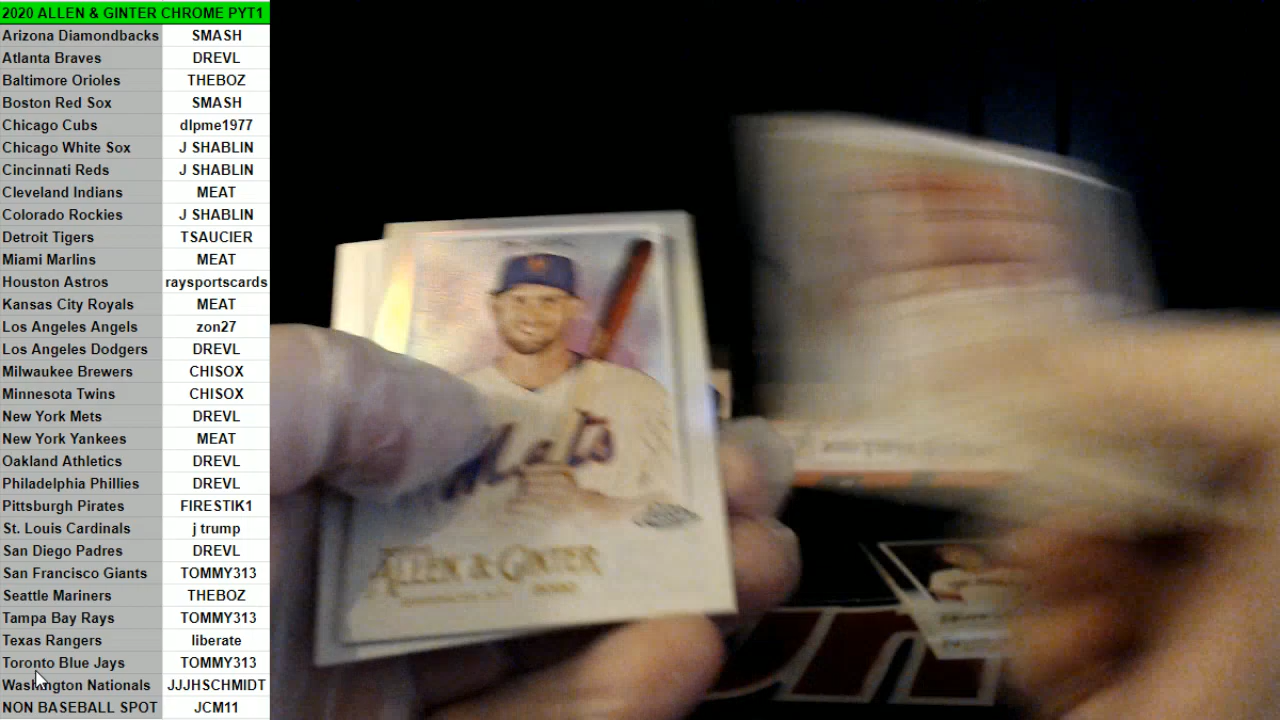 2020 ALLEN & GINTER CHROME PYT1
Arizona Diamondbacks SMASH
Atlanta Braves DREVL
Baltimore Orioles THEBOZ
Boston Red Sox SMASH
Chicago Cubs dlpme1977
Chicago White Sox J SHABLIN
Cincinnati Reds J SHABLIN
Cleveland Indians MEAT
Colorado Rockies J SHABLIN
Detroit Tigers TSAUCIER
Miami Marlins MEAT
Houston Astros raysportscards
Kansas City Royals MEAT
Los Angeles Angels zon27
Los Angeles Dodgers DREVL
Milwaukee Brewers CHISOX
Minnesota Twins CHISOX
New York Mets DREVL
New York Yankees MEAT
Oakland Athletics DREVL
Philadelphia Phillies DREVL
Pittsburgh Pirates FIRESTIK1
St. Louis Cardinals j trump
San Diego Padres DREVL
San Francisco Giants TOMMY313
Seattle Mariners THEBOZ
Tampa Bay Rays TOMMY313
Texas Rangers liberate
Toronto Blue Jays TOMMY313
Washington Nationals JJJHSCHMIDT
NON BASEBALL SPOT JCM11
Mets
ALLEN & GINTER